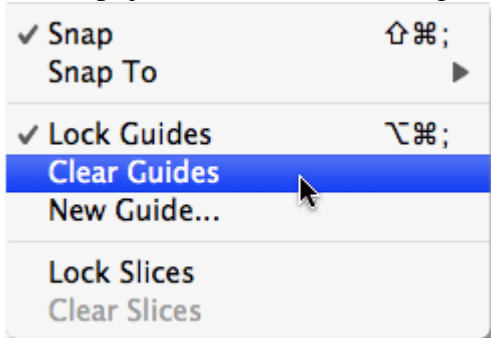 ✓ Snap ⇧⌘;
Snap To ▶
✓ Lock Guides ⌥⌘;
Clear Guides
New Guide...
Lock Slices
Clear Slices